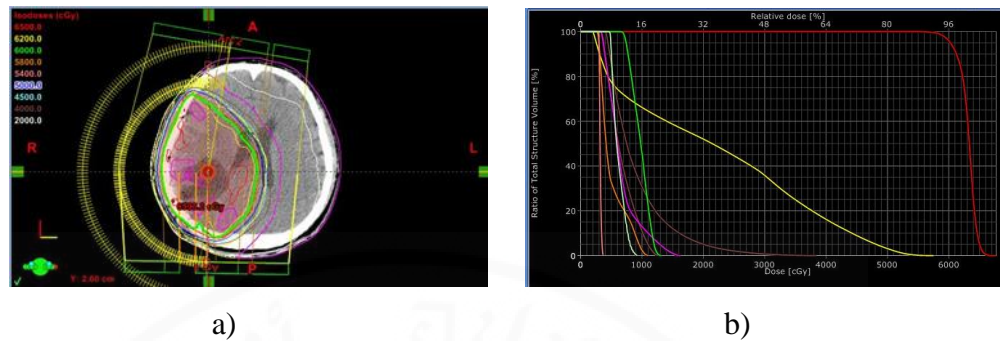 Isodoses (cGy)
6500.0
6200.0
6000.0
5800.0
5400.0
5000.0
4500.0
4000.0
2000.0
A
R
L
P
Y: 2.60 cm
Relative dose [%]
0 16 32 48 64 80 96
Ratio of Total Structure Volume [%]
100
80
60
40
20
0
0 1000 2000 3000 4000 5000 6000
Dose [cGy]
a) b)